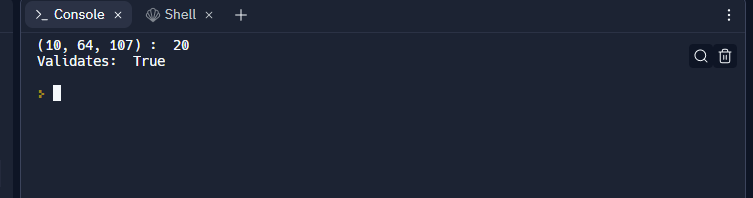 Console × Shell ×
(10, 64, 107) :  20
Validates:  True